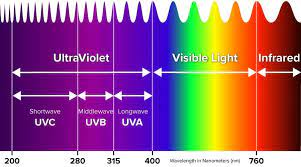 UltraViolet
Visible Light
Infrared
Shortwave
UVC
Middlewave
UVB
Longwave
UVA
Wavelength in Nanometers (nm)
200 280 315 400 760